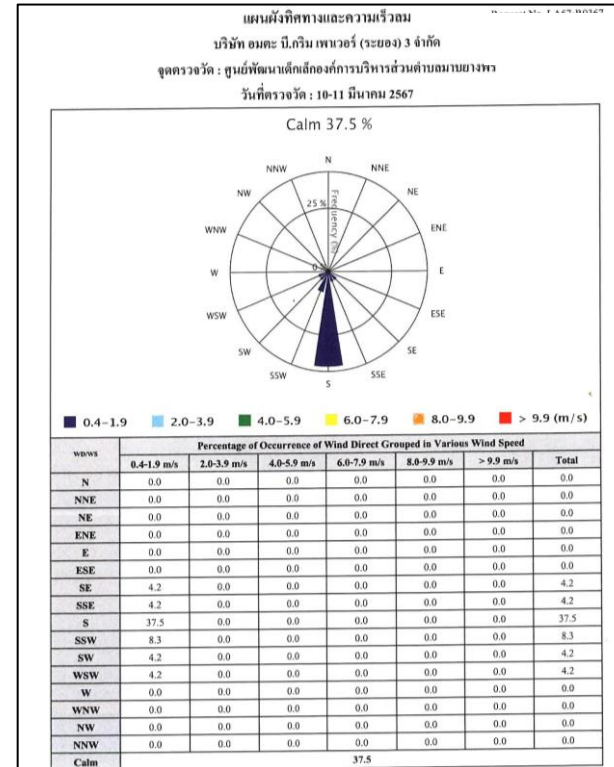 แผนผังทิศทางและความเร็วลม
บริษัท อมตะ บี.กริม เพาเวอร์ (ระยอง) 3 จำกัด
จุดตรวจวัด : ศูนย์พัฒนาเด็กเล็กองค์การบริหารส่วนตำบลมาบยางพร
วันที่ตรวจวัด : 10-11 มีนาคม 2567
Calm 37.5 %
N
NNW NNE
NW NE
25 %
Frequency (%)
WNW ENE
0
W E
WSW ESE
SW SE
SSW SSE
S
0.4-1.9 2.0-3.9 4.0-5.9 6.0-7.9 8.0-9.9 > 9.9 (m/s)
WD/WS Percentage of Occurrence of Wind Direct Grouped in Various Wind Speed
0.4-1.9 m/s 2.0-3.9 m/s 4.0-5.9 m/s 6.0-7.9 m/s 8.0-9.9 m/s > 9.9 m/s Total
N 0.0 0.0 0.0 0.0 0.0 0.0 0.0
NNE 0.0 0.0 0.0 0.0 0.0 0.0 0.0
NE 0.0 0.0 0.0 0.0 0.0 0.0 0.0
ENE 0.0 0.0 0.0 0.0 0.0 0.0 0.0
E 0.0 0.0 0.0 0.0 0.0 0.0 0.0
ESE 0.0 0.0 0.0 0.0 0.0 0.0 0.0
SE 4.2 0.0 0.0 0.0 0.0 0.0 4.2
SSE 4.2 0.0 0.0 0.0 0.0 0.0 4.2
S 37.5 0.0 0.0 0.0 0.0 0.0 37.5
SSW 8.3 0.0 0.0 0.0 0.0 0.0 8.3
SW 4.2 0.0 0.0 0.0 0.0 0.0 4.2
WSW 4.2 0.0 0.0 0.0 0.0 0.0 4.2
W 0.0 0.0 0.0 0.0 0.0 0.0 0.0
WNW 0.0 0.0 0.0 0.0 0.0 0.0 0.0
NW 0.0 0.0 0.0 0.0 0.0 0.0 0.0
NNW 0.0 0.0 0.0 0.0 0.0 0.0 0.0
Calm 37.5